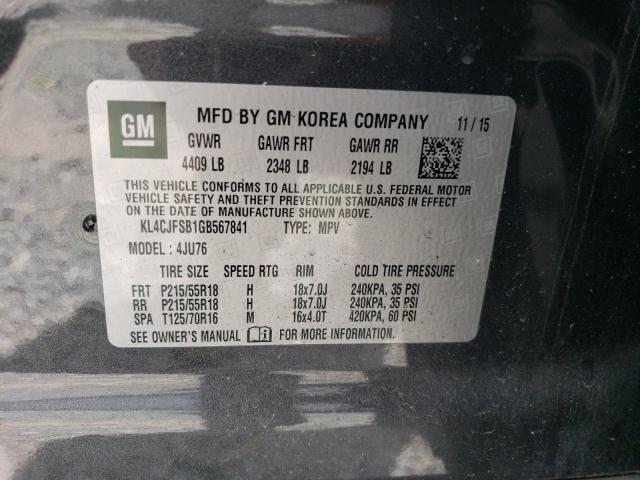 GM MFD BY GM KOREA COMPANY 11/15
GVWR GAWR FRT GAWR RR
4409 LB 2348 LB 2194 LB
THIS VEHICLE CONFORMS TO ALL APPLICABLE U.S. FEDERAL MOTOR
VEHICLE SAFETY AND THEFT PREVENTION STANDARDS IN EFFECT
ON THE DATE OF MANUFACTURE SHOWN ABOVE.
KL4CJFSB1GB567841 TYPE: MPV
MODEL: 4JU76
TIRE SIZE SPEED RTG RIM COLD TIRE PRESSURE
FRT P215/55R18 H 18x7.0J 240KPA, 35 PSI
RR P215/55R18 H 18x7.0J 240KPA, 35 PSI
SPA T125/70R16 M 16x4.0T 420KPA, 60 PSI
SEE OWNER'S MANUAL FOR MORE INFORMATION.